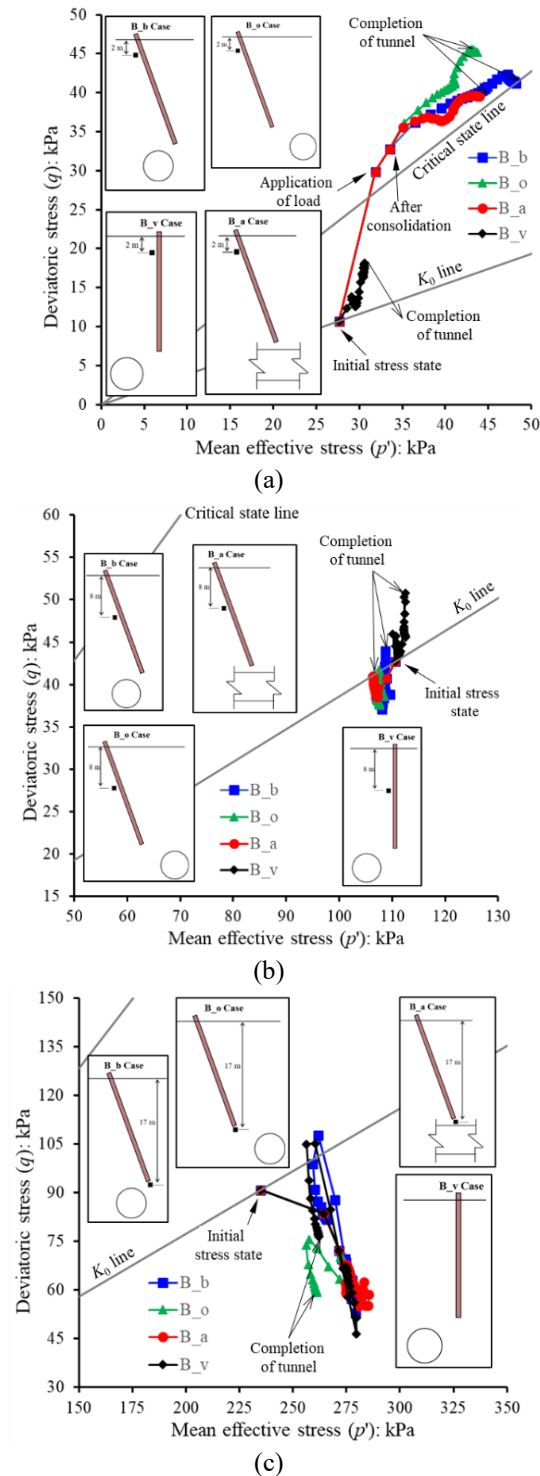 B_b Case
2 m
B_o Case
2 m
Completion
of tunnel
Application
of load
After
consolidation
Critical state line
B_b
B_o
B_a
B_v
B_v Case
2 m
B_a Case
2 m
K0 line
Completion of
tunnel
Initial stress state
Deviatoric stress (q): kPa
50
45
40
35
30
25
20
15
10
5
0
0 5 10 15 20 25 30 35 40 45 50
Mean effective stress (p'): kPa
(a)
Critical state line
Completion
of tunnel
K0 line
B_b Case
8 m
B_a Case
8 m
Initial stress
state
B_o Case
8 m
B_v Case
8 m
B_b
B_o
B_a
B_v
Deviatoric stress (q): kPa
60
55
50
45
40
35
30
25
20
15
50 60 70 80 90 100 110 120 130
Mean effective stress (p'): kPa
(b)
B_o Case
17 m
B_a Case
17 m
B_b Case
17 m
B_v Case
K0 line
Initial
stress state
B_b
B_o
B_a
B_v
Completion
of tunnel
Deviatoric stress (q): kPa
150
135
120
105
90
75
60
45
30
150 175 200 225 250 275 300 325 350
Mean effective stress (p'): kPa
(c)